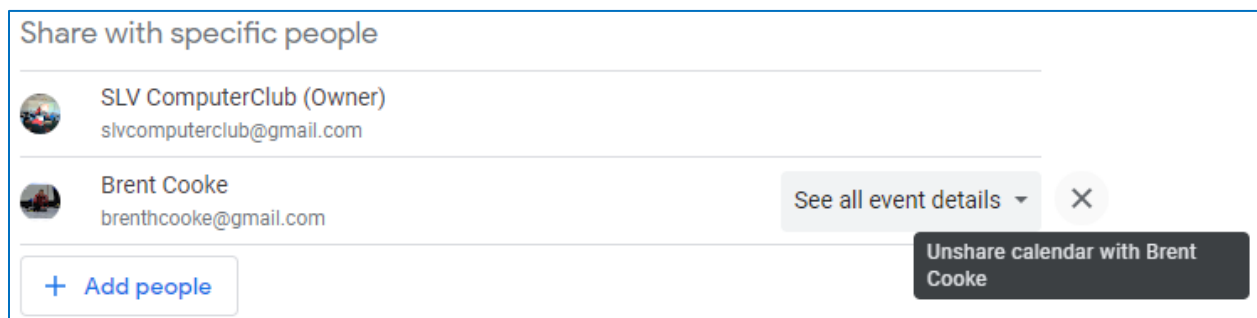 Share with specific people
SLV ComputerClub (Owner)
slvcomputerclub@gmail.com
Brent Cooke
brenthcooke@gmail.com
See all event details
Unshare calendar with Brent
Cooke
+ Add people